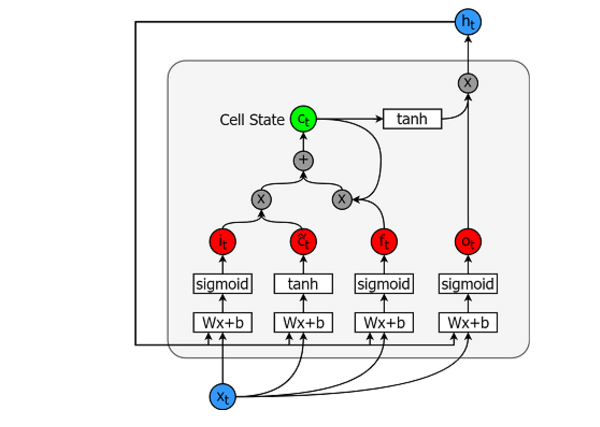 ht
x
Cell State ct tanh
+
x x
it c̃t ft ot
sigmoid tanh sigmoid sigmoid
Wx+b Wx+b Wx+b Wx+b
xt